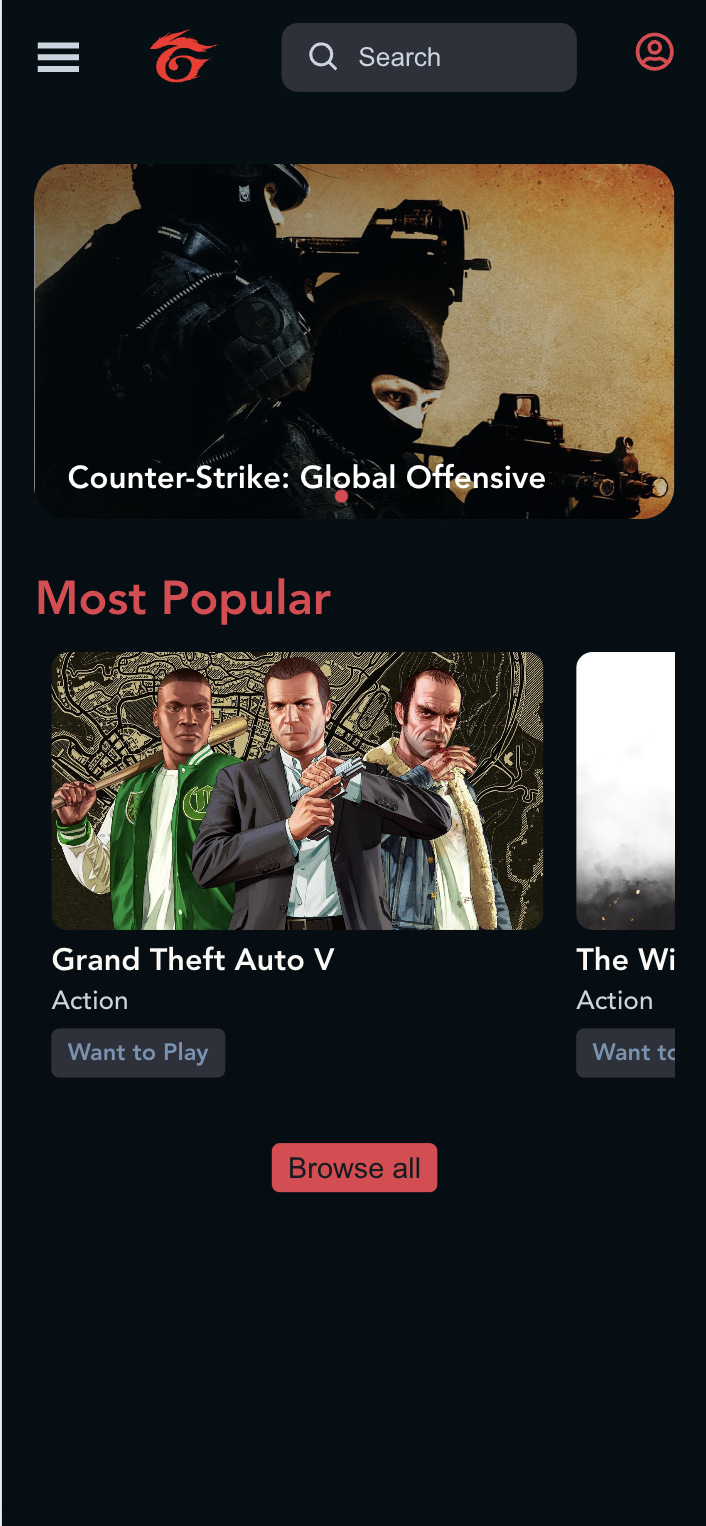 Search
Counter-Strike: Global Offensive
Most Popular
Grand Theft Auto V
The Wi
Action
Action
Want to Play
Want to
Browse all